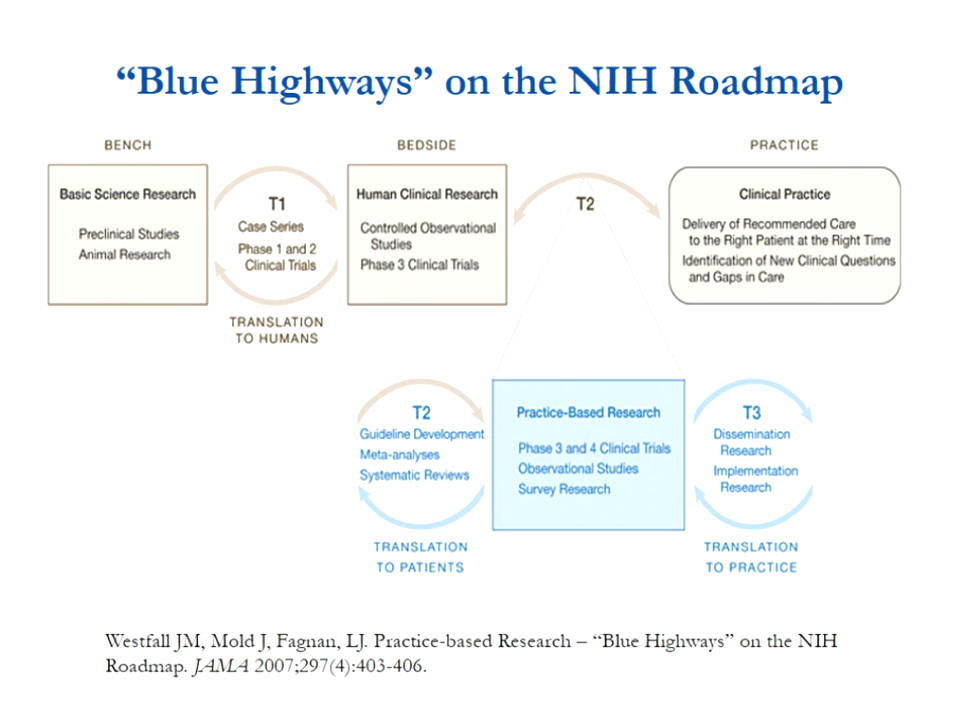 “Blue Highways” on the NIH Roadmap
BENCH
Basic Science Research
Preclinical Studies
Animal Research
T1
Case Series
Phase 1 and 2
Clinical Trials
TRANSLATION
TO HUMANS
BEDSIDE
Human Clinical Research
Controlled Observational
Studies
Phase 3 Clinical Trials
T2
PRACTICE
Clinical Practice
Delivery of Recommended Care
to the Right Patient at the Right Time
Identification of New Clinical Questions
and Gaps in Care
T2
Guideline Development
Meta-analyses
Systematic Reviews
TRANSLATION
TO PATIENTS
Practice-Based Research
Phase 3 and 4 Clinical Trials
Observational Studies
Survey Research
T3
Dissemination
Research
Implementation
Research
TRANSLATION
TO PRACTICE
Westfall JM, Mold J, Fagnan, LJ. Practice-based Research – “Blue Highways” on the NIH
Roadmap. JAMA 2007;297(4):403-406.